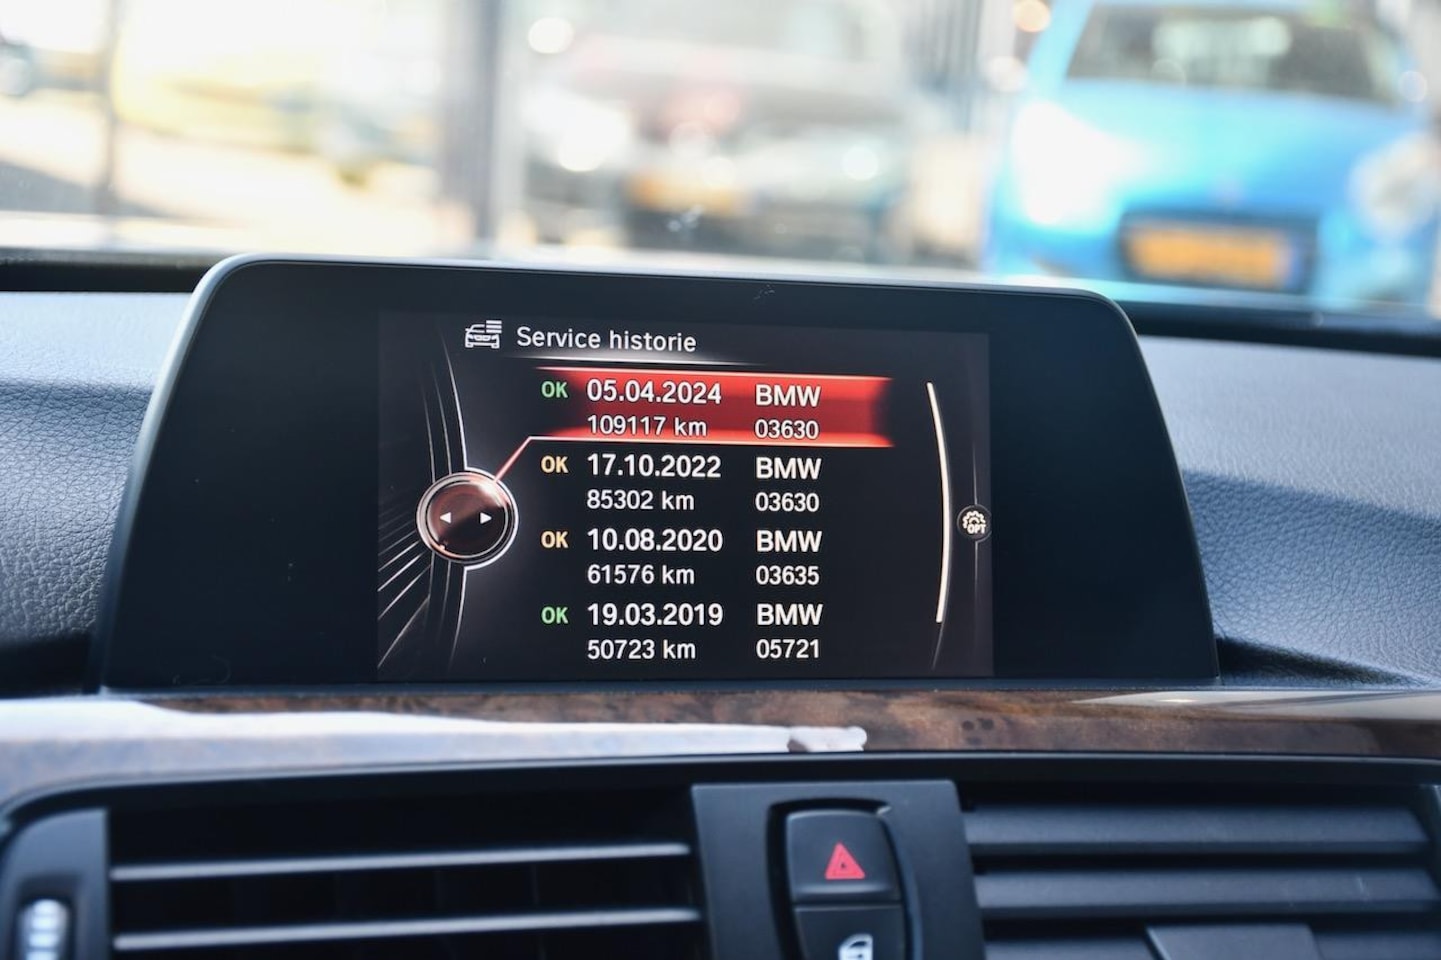 Service historie
OK 05.04.2024 BMW
109117 km 03630
OK 17.10.2022 BMW
85302 km 03630
OPT
OK 10.08.2020 BMW
61576 km 03635
OK 19.03.2019 BMW
50723 km 05721